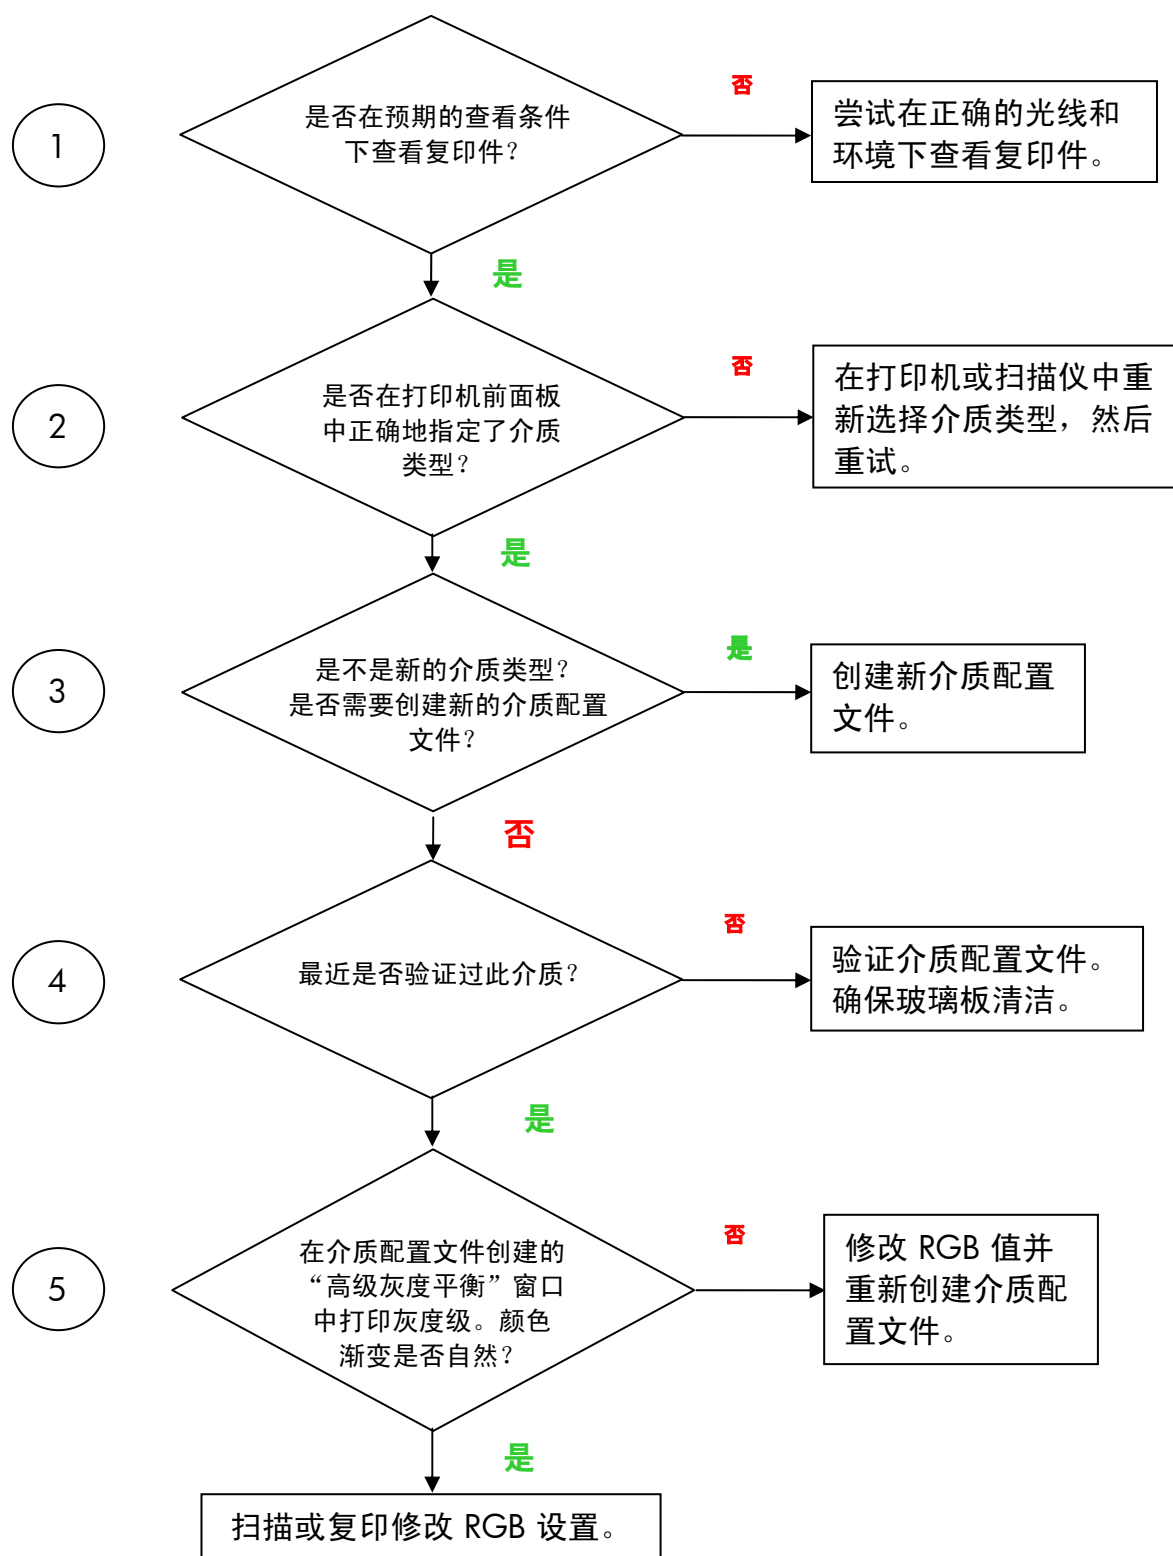 1
是否在预期的查看条件
下查看复印件？
否
尝试在正确的光线和
环境下查看复印件。
是
2
是否在打印机前面板
中正确地指定了介质
类型？
否
在打印机或扫描仪中重
新选择介质类型，然后
重试。
是
3
是不是新的介质类型？
是否需要创建新的介质配置
文件？
是
创建新介质配置
文件。
否
4
最近是否验证过此介质？
否
验证介质配置文件。
确保玻璃板清洁。
是
5
在介质配置文件创建的
“高级灰度平衡”窗口
中打印灰度级。颜色
渐变是否自然？
否
修改 RGB 值并
重新创建介质配
置文件。
是
扫描或复印修改 RGB 设置。